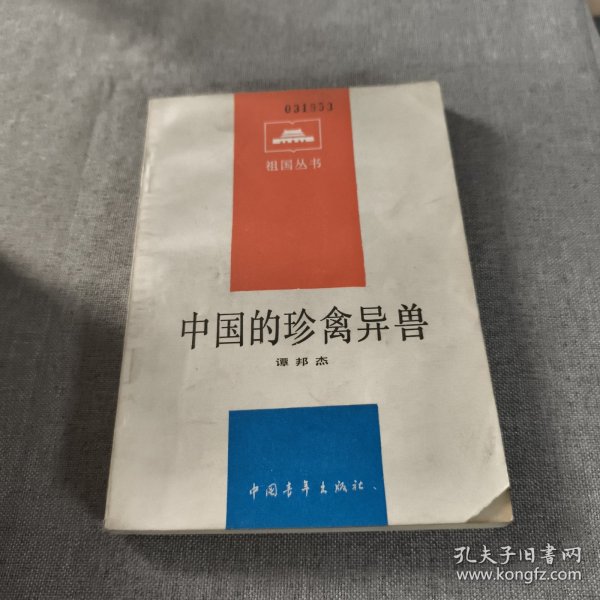 031953
祖国丛书
中国的珍禽异兽
谭邦杰
中国青年出版社
孔夫子旧书网
www.kongfz.com